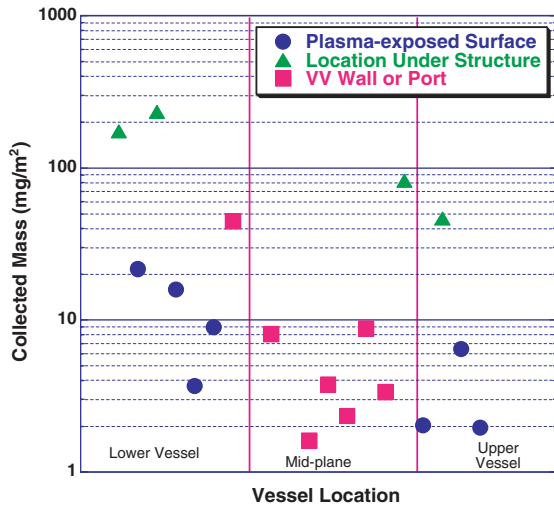 1000
100
10
1
Collected Mass (mg/m²)
Plasma-exposed Surface
Location Under Structure
VV Wall or Port
Lower Vessel
Mid-plane
Upper
Vessel
Vessel Location